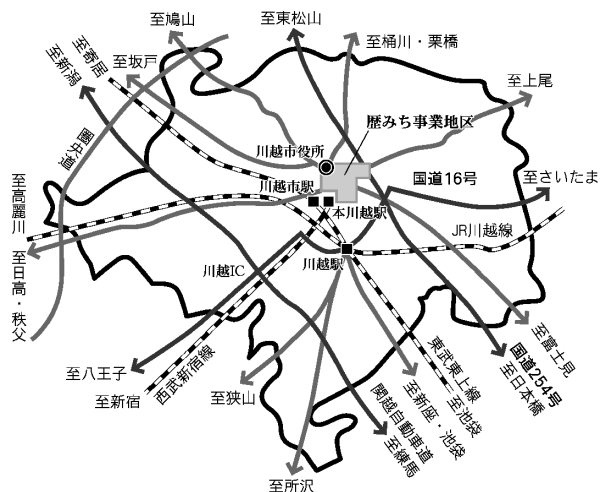 至鳩山
至東松山
至桶川・栗橋
至寄居
至新潟
至坂戸
至上尾
歴みち事業地区
圏央道
川越市役所
国道16号
至さいたま
至高麗川
川越市駅
本川越駅
JR川越線
至日高・秩父
川越IC
川越駅
至富士見
国道254号
至日本橋
東武東上線
至池袋
至八王子
西武新宿線
至新宿
至狭山
関越自動車道
至練馬
至新座・池袋
至所沢